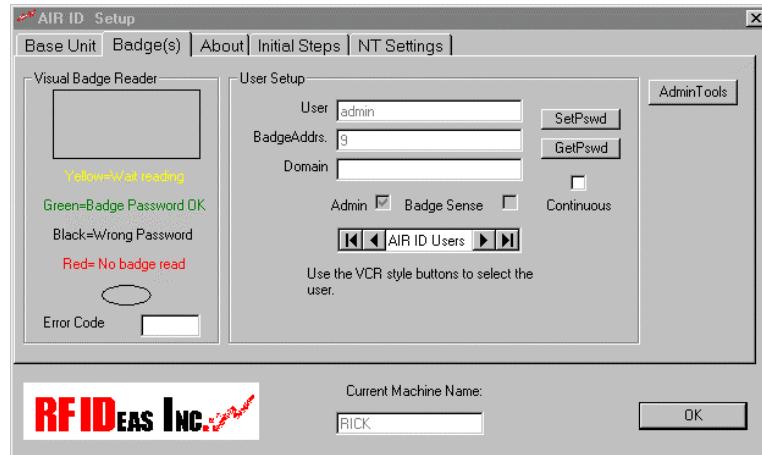 AIR ID Setup
Base Unit
Badge(s)
About
Initial Steps
NT Settings
Visual Badge Reader
Yellow=Wait reading
Green=Badge Password OK
Black=Wrong Password
Red= No badge read
Error Code
User Setup
User
admin
BadgeAddrs.
9
Domain
SetPswd
GetPswd
Admin
Badge Sense
Continuous
AIR ID Users
Use the VCR style buttons to select the
user.
AdminTools
RF IDEAS INC.
Current Machine Name:
RICK
OK